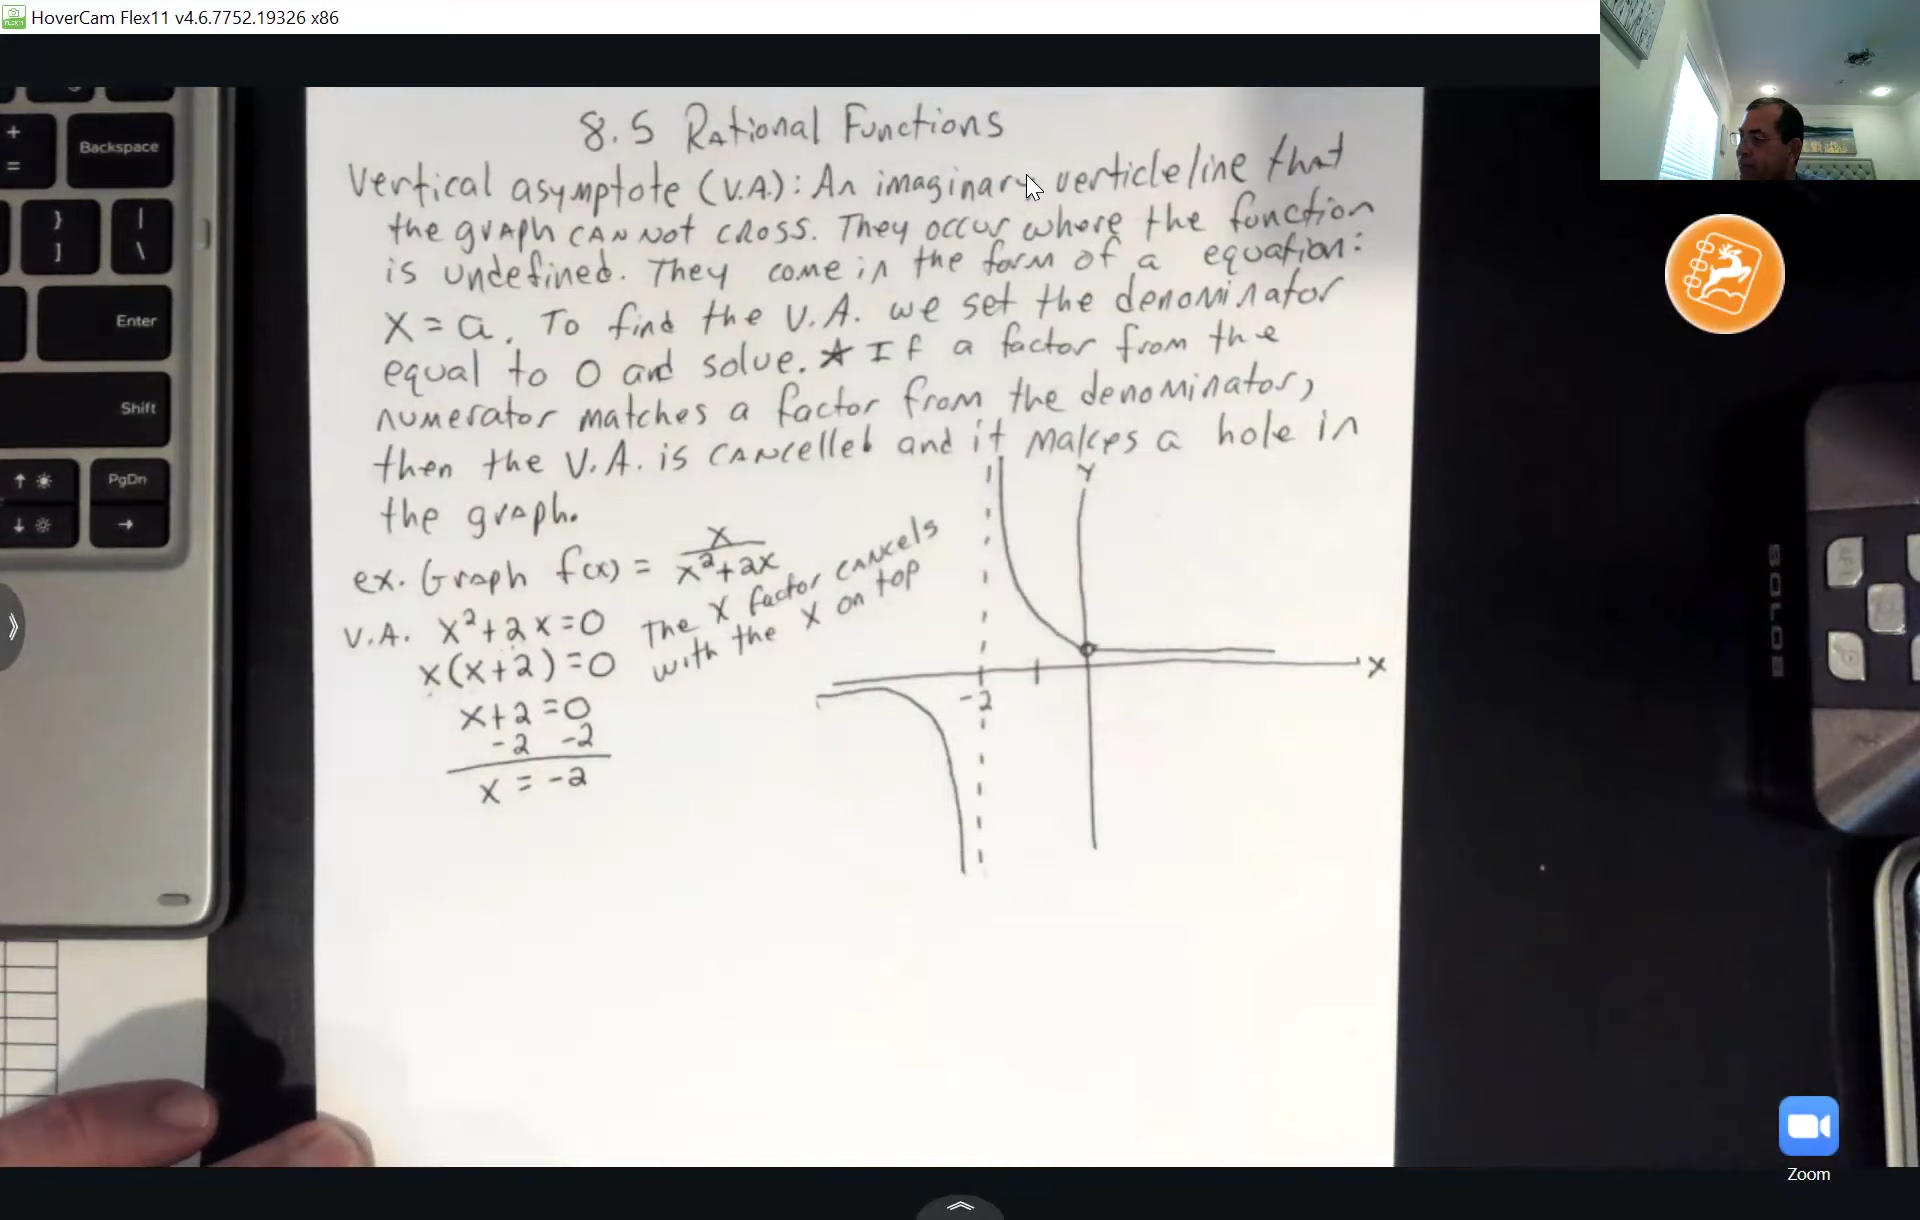 HoverCam Flex11 v4.6.7752.19326 x86
8.5 Rational Functions
Vertical asymptote (V.A.): An imaginary verticle line that
the graph cannot cross. They occur where the function
is undefined. They come in the form of a equation:
x = a. To find the V.A. we set the denominator
equal to 0 and solve. ★ If a factor from the
numerator matches a factor from the denominator,
then the V.A. is cancelled and it makes a hole in
the graph.
ex. Graph f(x) = x / x²+2x
The x factor cancels
with the x on top
V.A. x²+2x=0
x(x+2)=0
x+2=0
-2 -2
x = -2
Y
X
-2
+
=
Backspace
}
]
|
\
Enter
Shift
PgDn
SOLO8
Zoom